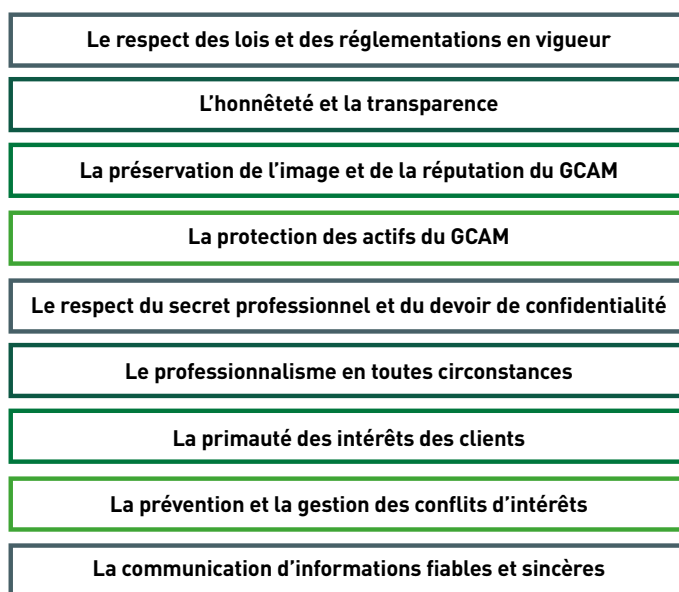 Le respect des lois et des réglementations en vigueur
L’honnêteté et la transparence
La préservation de l’image et de la réputation du GCAM
La protection des actifs du GCAM
Le respect du secret professionnel et du devoir de confidentialité
Le professionnalisme en toutes circonstances
La primauté des intérêts des clients
La prévention et la gestion des conflits d’intérêts
La communication d’informations fiables et sincères